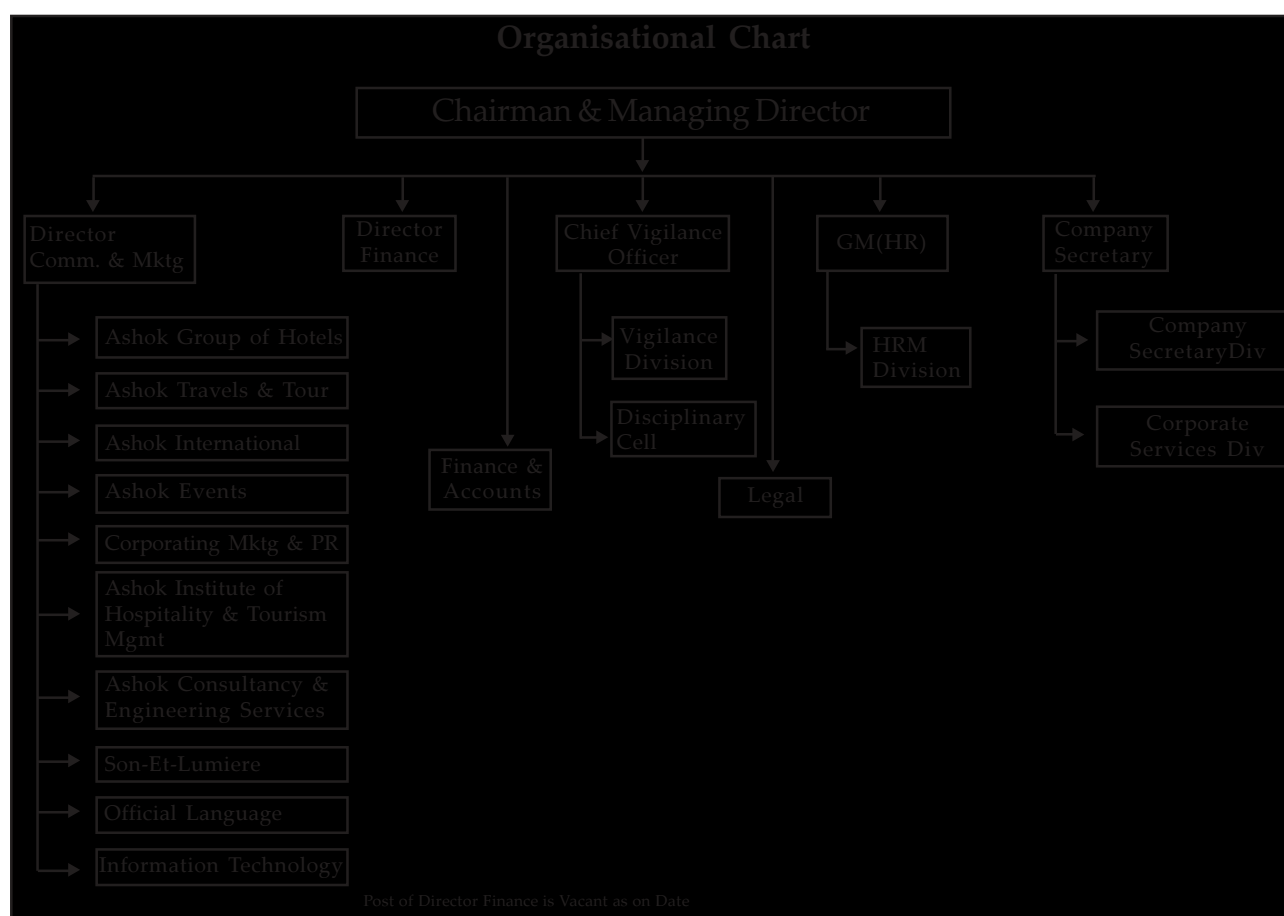 Organisational Chart
Chairman & Managing Director
Director
Comm. & Mktg
Director
Finance
Chief Vigilance
Officer
GM(HR)
Company
Secretary
Ashok Group of Hotels
Ashok Travels & Tour
Ashok International
Ashok Events
Corporating Mktg & PR
Ashok Institute of
Hospitality & Tourism
Mgmt
Ashok Consultancy &
Engineering Services
Son-Et-Lumiere
Official Language
Information Technology
Finance &
Accounts
Vigilance
Division
Disciplinary
Cell
Legal
HRM
Division
Company
SecretaryDiv
Corporate
Services Div
Post of Director Finance is Vacant as on Date